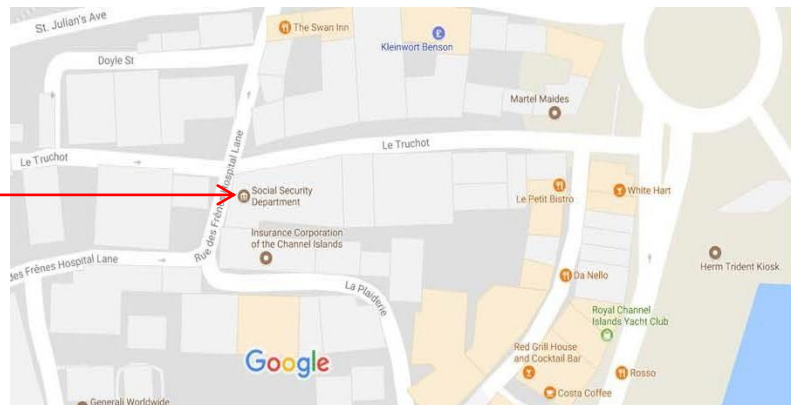 St. Julian's Ave
The Swan Inn
Kleinwort Benson
Doyle St
Martel Maides
Le Truchot
Le Truchot
Rue des Frênes Hospital Lane
Social Security
Department
Le Petit Bistro
White Hart
Insurance Corporation
of the Channel Islands
des Frênes Hospital Lane
Herm Trident Kiosk
La Plaiderie
Da Nello
Royal Channel
Islands Yacht Club
Google
Red Grill House
and Cocktail Bar
Rosso
Costa Coffee
Generali Worldwide